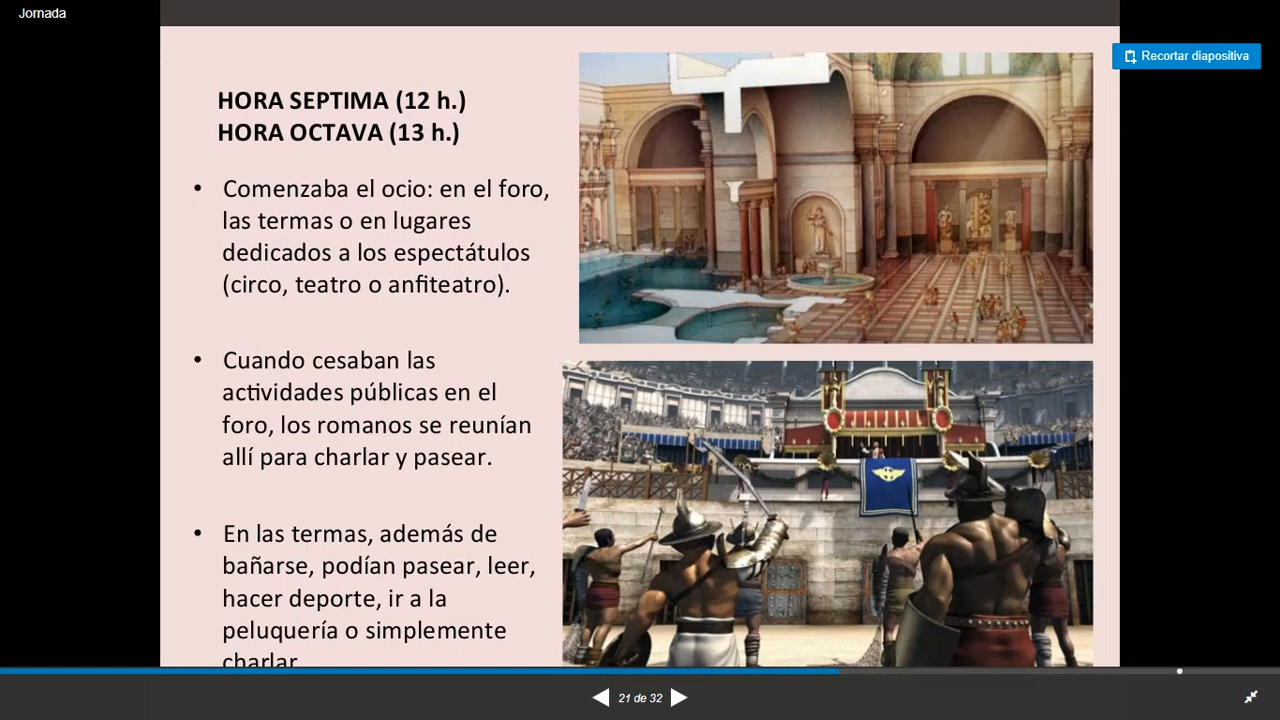 Jornada
Recortar diapositiva
HORA SEPTIMA (12 h.)
HORA OCTAVA (13 h.)
• Comenzaba el ocio: en el foro,
las termas o en lugares
dedicados a los espectátulos
(circo, teatro o anfiteatro).
• Cuando cesaban las
actividades públicas en el
foro, los romanos se reunían
allí para charlar y pasear.
• En las termas, además de
bañarse, podían pasear, leer,
hacer deporte, ir a la
peluquería o simplemente
charlar
21 de 32